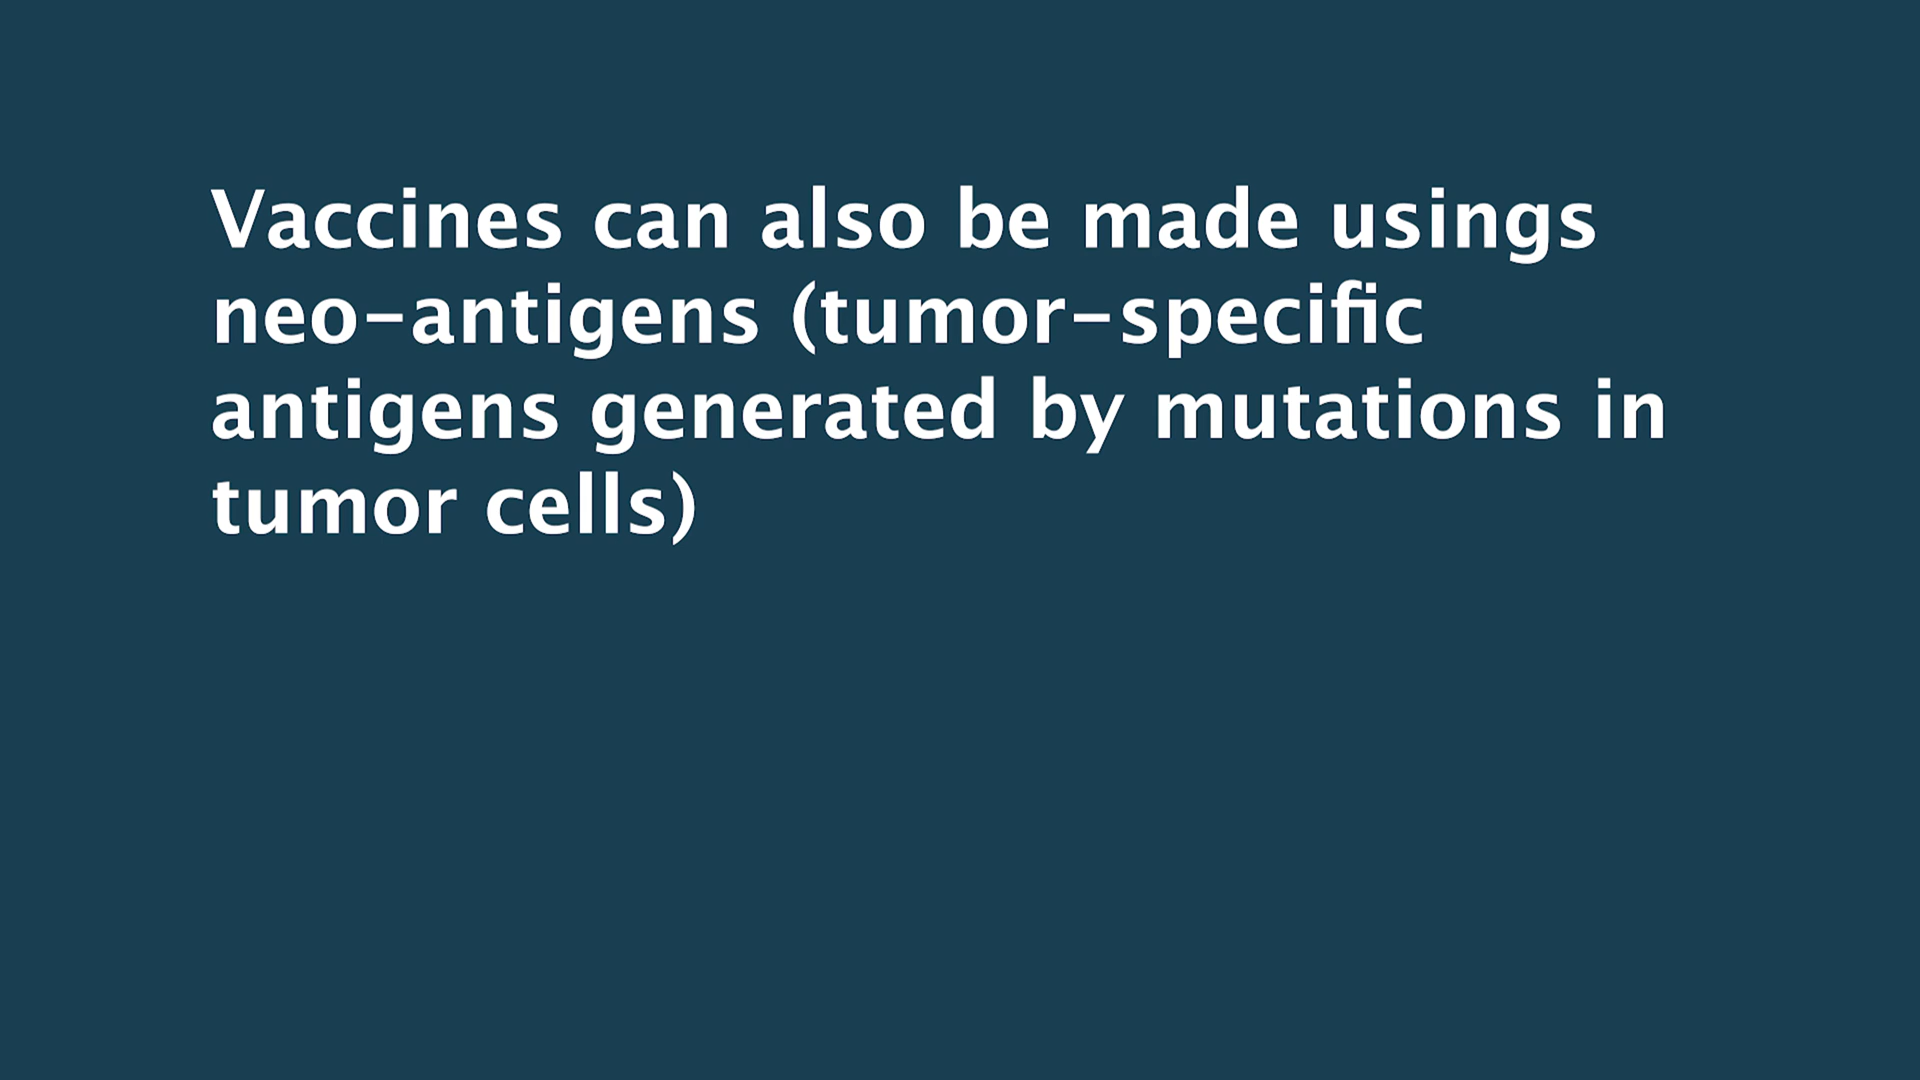 Vaccines can also be made usings
neo-antigens (tumor-specific
antigens generated by mutations in
tumor cells)